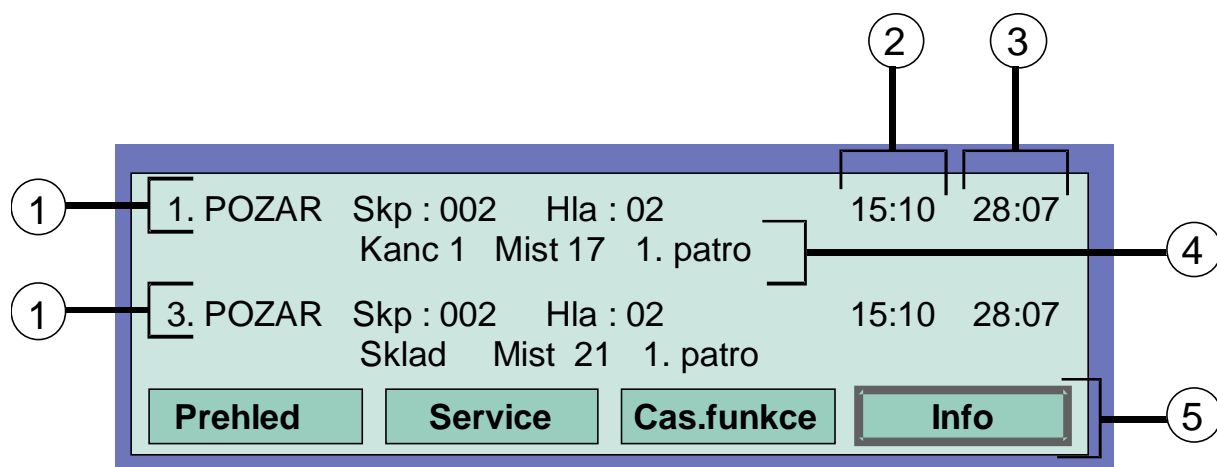 2 3
1 1. POZAR Skp : 002 Hla : 02 15:10 28:07
Kanc 1 Mist 17 1. patro 4
1 3. POZAR Skp : 002 Hla : 02 15:10 28:07
Sklad Mist 21 1. patro
Prehled Service Cas.funkce Info 5